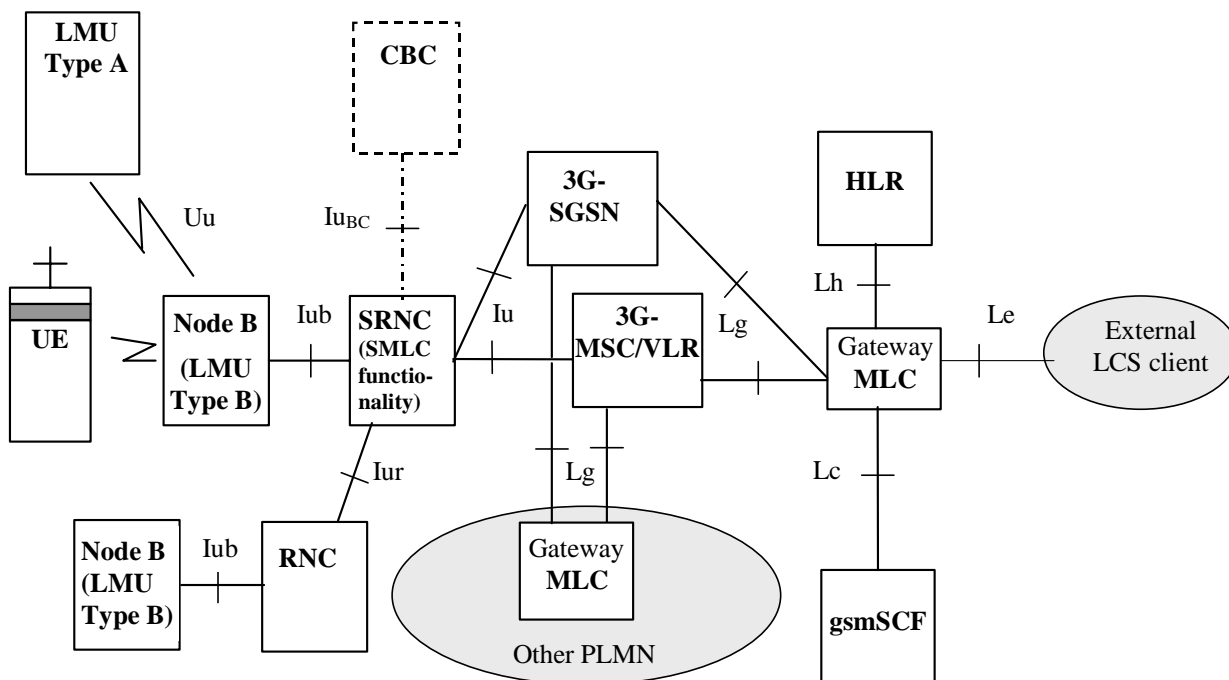 LMU
Type A
CBC
3G-
SGSN
HLR
Uu
IuBC
Lh
UE
Node B
(LMU
Type B)
Iub
SRNC
(SMLC
functio-
nality)
Iu
3G-
MSC/VLR
Lg
Gateway
MLC
Le
External
LCS client
Iur
Lg
Lc
Node B
(LMU
Type B)
Iub
RNC
Gateway
MLC
Other PLMN
gsmSCF